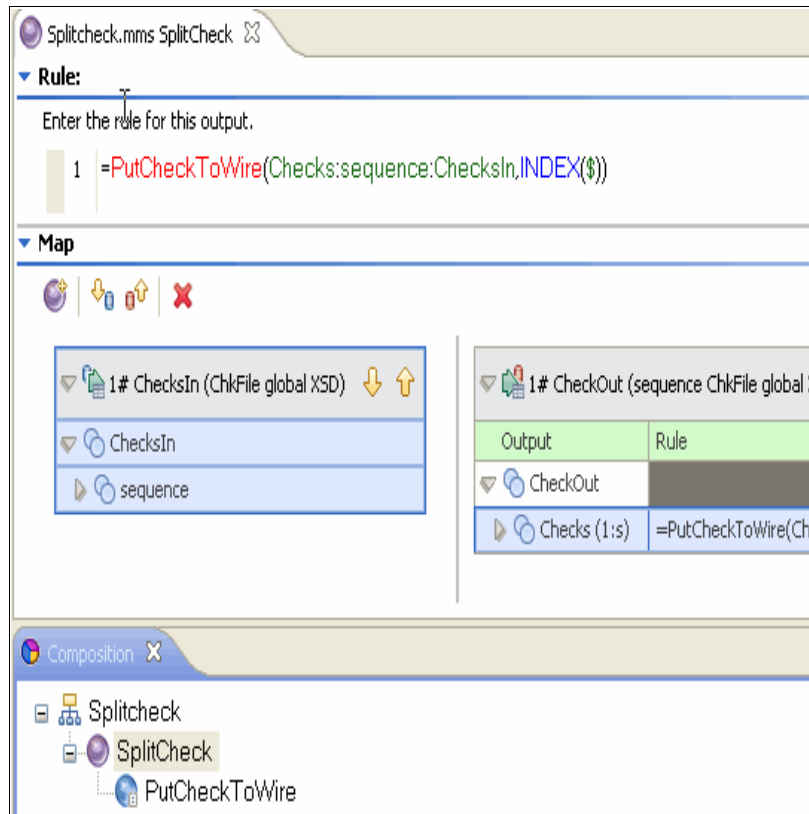 Splitcheck.mms SplitCheck
Rule:
Enter the rule for this output.
1 =PutCheckToWire(Checks:sequence:ChecksIn,INDEX($))
Map
1# ChecksIn (ChkFile global XSD)
ChecksIn
sequence
1# CheckOut (sequence ChkFile global
Output Rule
CheckOut
Checks (1:s) =PutCheckToWire(Ch
Composition
Splitcheck
SplitCheck
PutCheckToWire